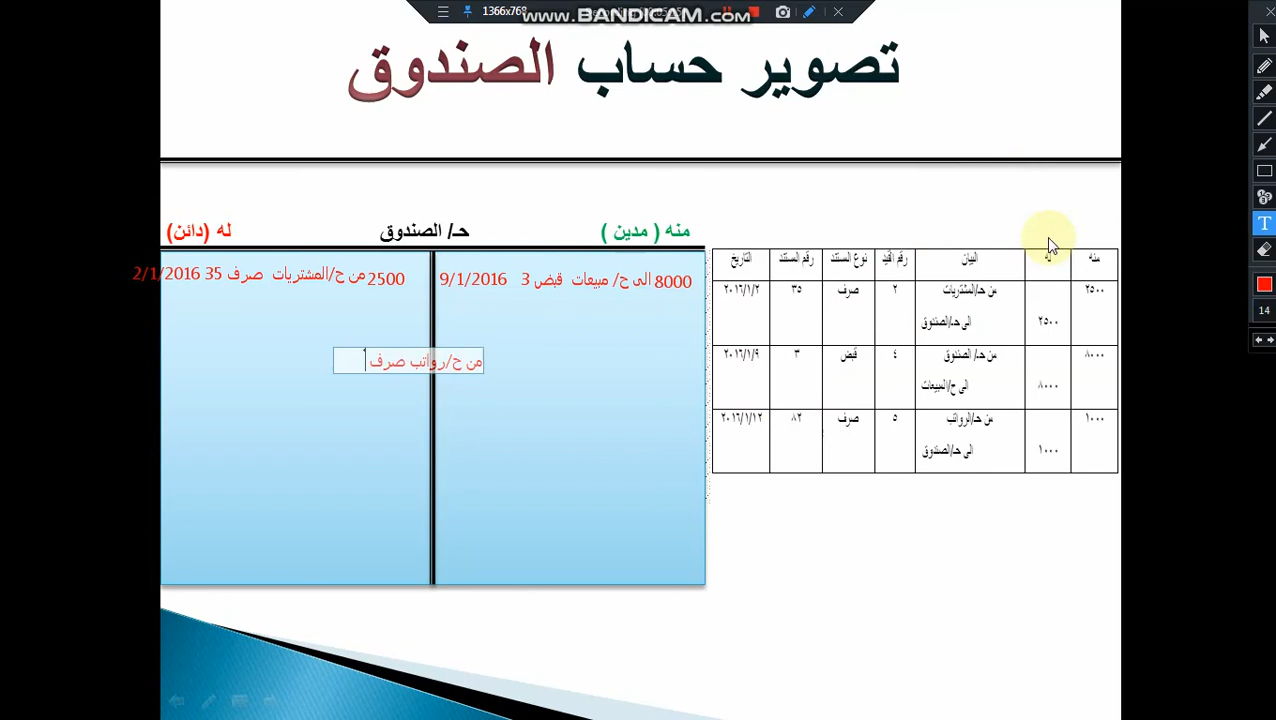 1366x768
www.BANDICAM.com
تصوير حساب الصندوق
منه ( مدين )
حـ/ الصندوق
له (دائن)
8000 الى ح/ مبيعات قبض 3 9/1/2016
2500 من ح/المشتريات صرف 35 2/1/2016
من ح/رواتب صرف
منه له البيان رقم القيد نوع المستند رقم المستند التاريخ
٢٥٠٠ من حـ/المشتريات ٢ صرف ٣٥ ٢٠١٦/١/٢
٢٥٠٠ الى حـ/الصندوق
٨٠٠٠ من حـ/ الصندوق ٤ قبض ٣ ٢٠١٦/١/٩
٨٠٠٠ الى ح/المبيعات
١٠٠٠ من حـ/الرواتب ٥ صرف ٨٢ ٢٠١٦/١/١٢
١٠٠٠ الى حـ/الصندوق
T
14